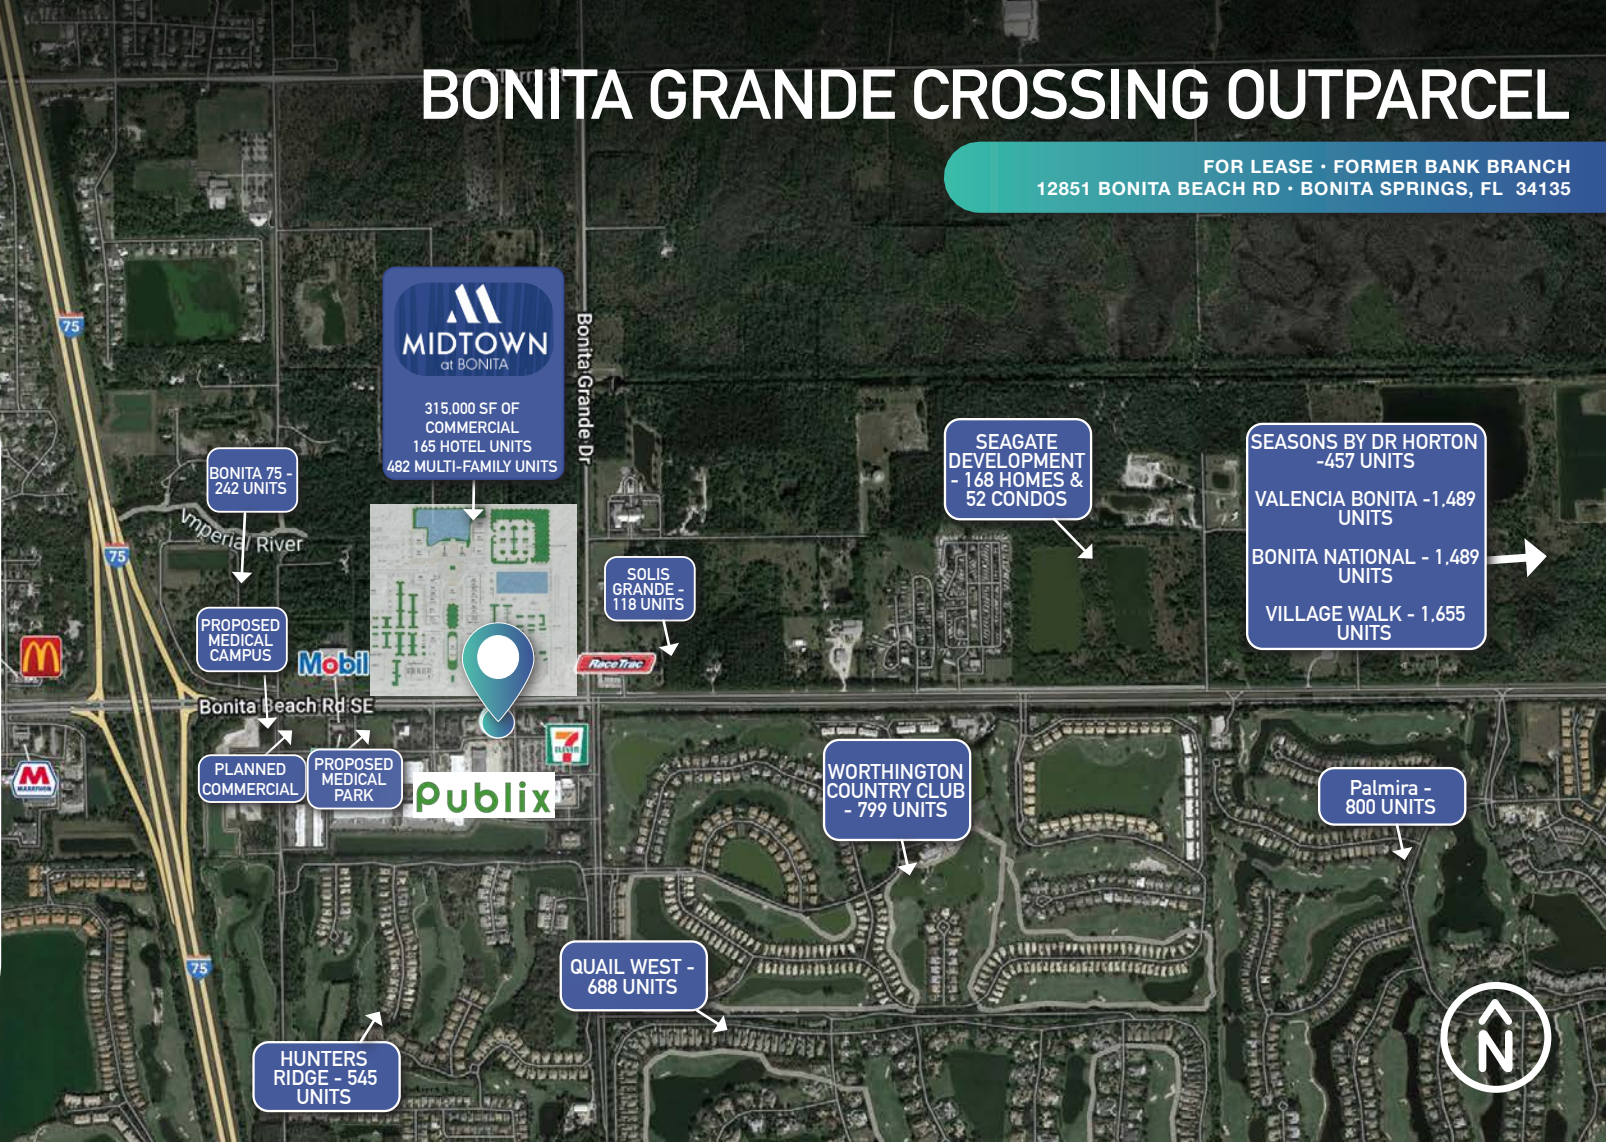 BONITA GRANDE CROSSING OUTPARCEL
FOR LEASE • FORMER BANK BRANCH
12851 BONITA BEACH RD • BONITA SPRINGS, FL 34135
75
MIDTOWN
at BONITA
315,000 SF OF
COMMERCIAL
165 HOTEL UNITS
482 MULTI-FAMILY UNITS
Bonita Grande Dr
BONITA 75 -
242 UNITS
SEAGATE
DEVELOPMENT
- 168 HOMES &
52 CONDOS
SEASONS BY DR HORTON
-457 UNITS
VALENCIA BONITA -1,489
UNITS
BONITA NATIONAL - 1,489
UNITS
VILLAGE WALK - 1,655
UNITS
Imperial River
75
SOLIS
GRANDE -
118 UNITS
PROPOSED
MEDICAL
CAMPUS
Mobil
RaceTrac
Bonita Beach Rd SE
7
ELEVEN
PLANNED
COMMERCIAL
PROPOSED
MEDICAL
PARK
M
MARATHON
Publix
WORTHINGTON
COUNTRY CLUB
- 799 UNITS
Palmira -
800 UNITS
QUAIL WEST -
688 UNITS
75
HUNTERS
RIDGE - 545
UNITS
N